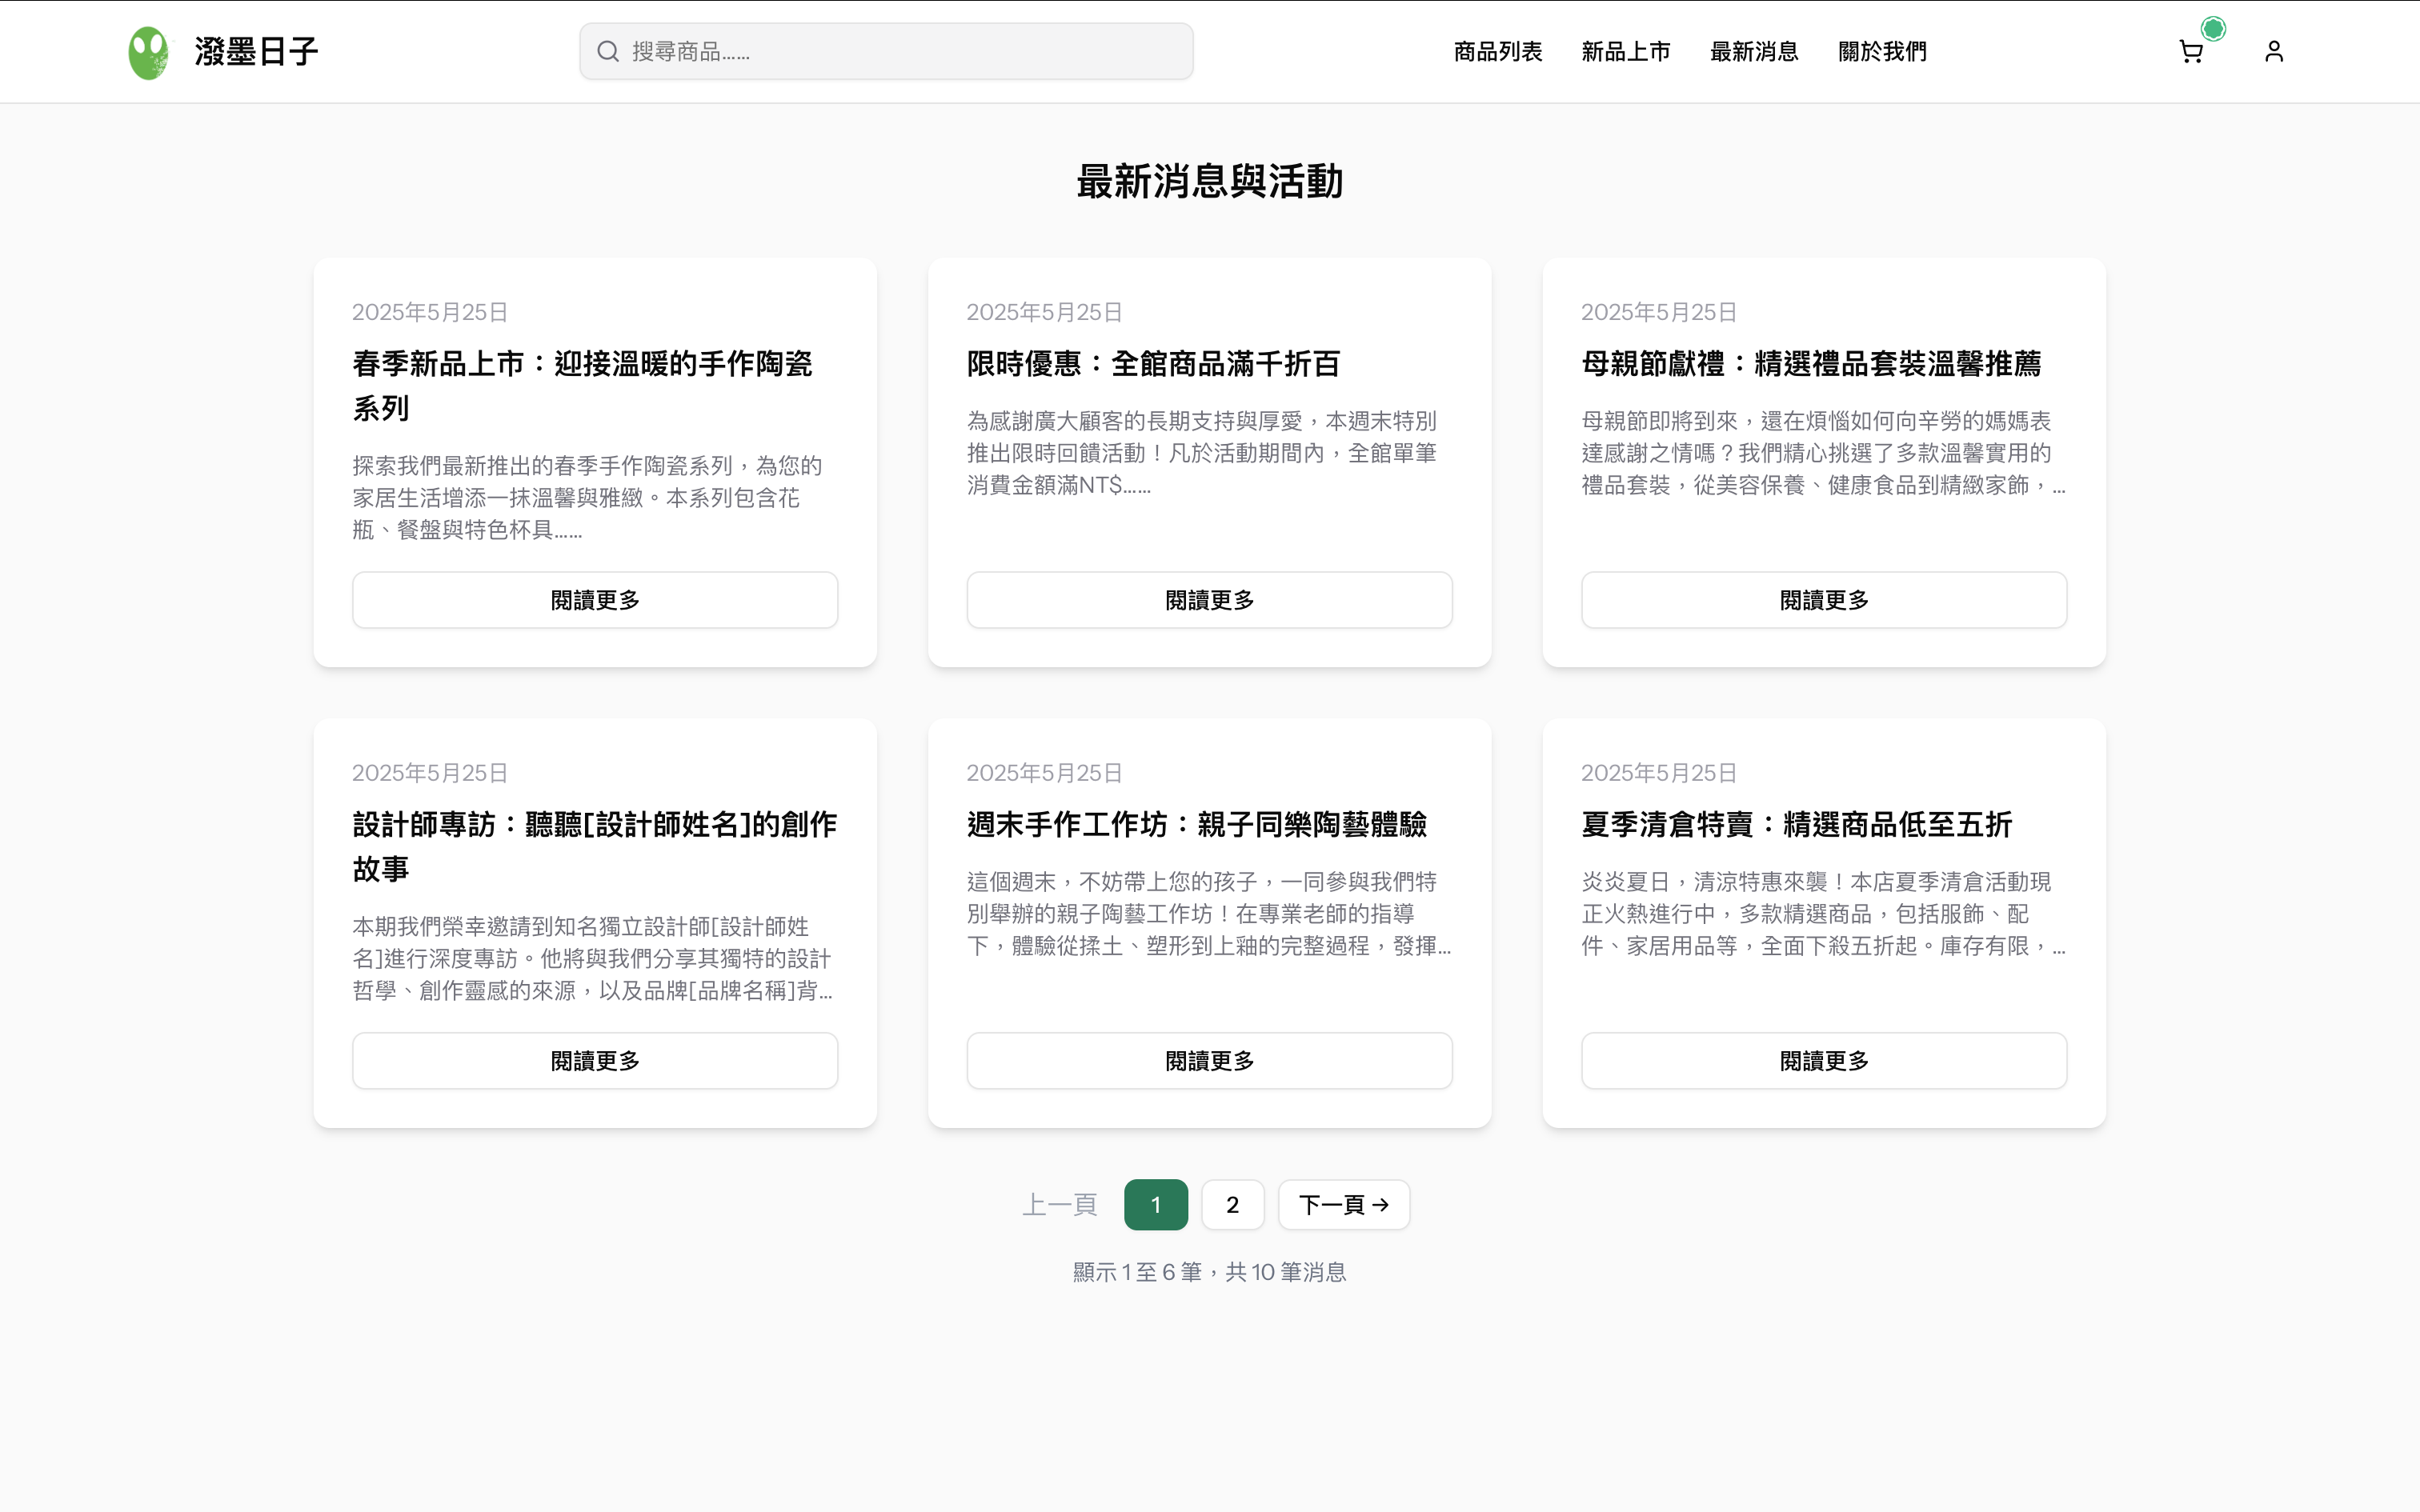 潑墨日子
搜尋商品......
商品列表
新品上市
最新消息
關於我們
最新消息與活動
2025年5月25日
春季新品上市：迎接溫暖的手作陶瓷
系列
探索我們最新推出的春季手作陶瓷系列，為您的
家居生活增添一抹溫馨與雅緻。本系列包含花
瓶、餐盤與特色杯具......
閱讀更多
2025年5月25日
限時優惠：全館商品滿千折百
為感謝廣大顧客的長期支持與厚愛，本週末特別
推出限時回饋活動！凡於活動期間內，全館單筆
消費金額滿NT$......
閱讀更多
2025年5月25日
母親節獻禮：精選禮品套裝溫馨推薦
母親節即將到來，還在煩惱如何向辛勞的媽媽表
達感謝之情嗎？我們精心挑選了多款溫馨實用的
禮品套裝，從美容保養、健康食品到精緻家飾，...
閱讀更多
2025年5月25日
設計師專訪：聽聽[設計師姓名]的創作
故事
本期我們榮幸邀請到知名獨立設計師[設計師姓
名]進行深度專訪。他將與我們分享其獨特的設計
哲學、創作靈感的來源，以及品牌[品牌名稱]背...
閱讀更多
2025年5月25日
週末手作工作坊：親子同樂陶藝體驗
這個週末，不妨帶上您的孩子，一同參與我們特
別舉辦的親子陶藝工作坊！在專業老師的指導
下，體驗從揉土、塑形到上釉的完整過程，發揮...
閱讀更多
2025年5月25日
夏季清倉特賣：精選商品低至五折
炎炎夏日，清涼特惠來襲！本店夏季清倉活動現
正火熱進行中，多款精選商品，包括服飾、配
件、家居用品等，全面下殺五折起。庫存有限，...
閱讀更多
上一頁
1
2
下一頁→
顯示 1 至 6 筆，共 10 筆消息